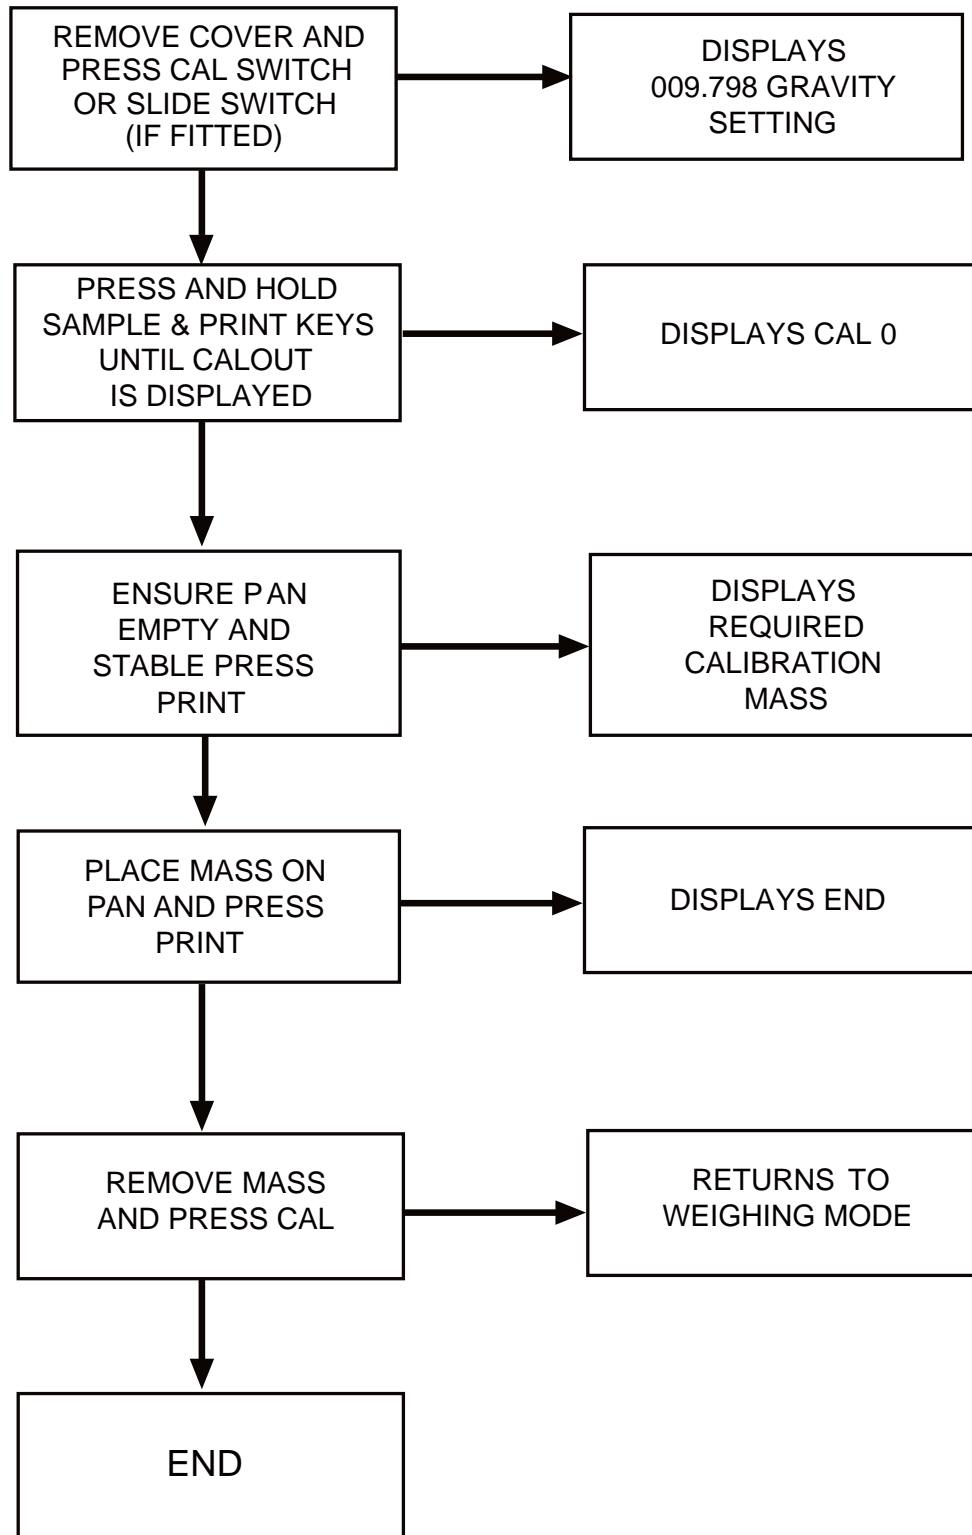 REMOVE COVER AND
PRESS CAL SWITCH
OR SLIDE SWITCH
(IF FITTED)
DISPLAYS
009.798 GRAVITY
SETTING
PRESS AND HOLD
SAMPLE & PRINT KEYS
UNTIL CALOUT
IS DISPLAYED
DISPLAYS CAL 0
ENSURE PAN
EMPTY AND
STABLE PRESS
PRINT
DISPLAYS
REQUIRED
CALIBRATION
MASS
PLACE MASS ON
PAN AND PRESS
PRINT
DISPLAYS END
REMOVE MASS
AND PRESS CAL
RETURNS TO
WEIGHING MODE
END